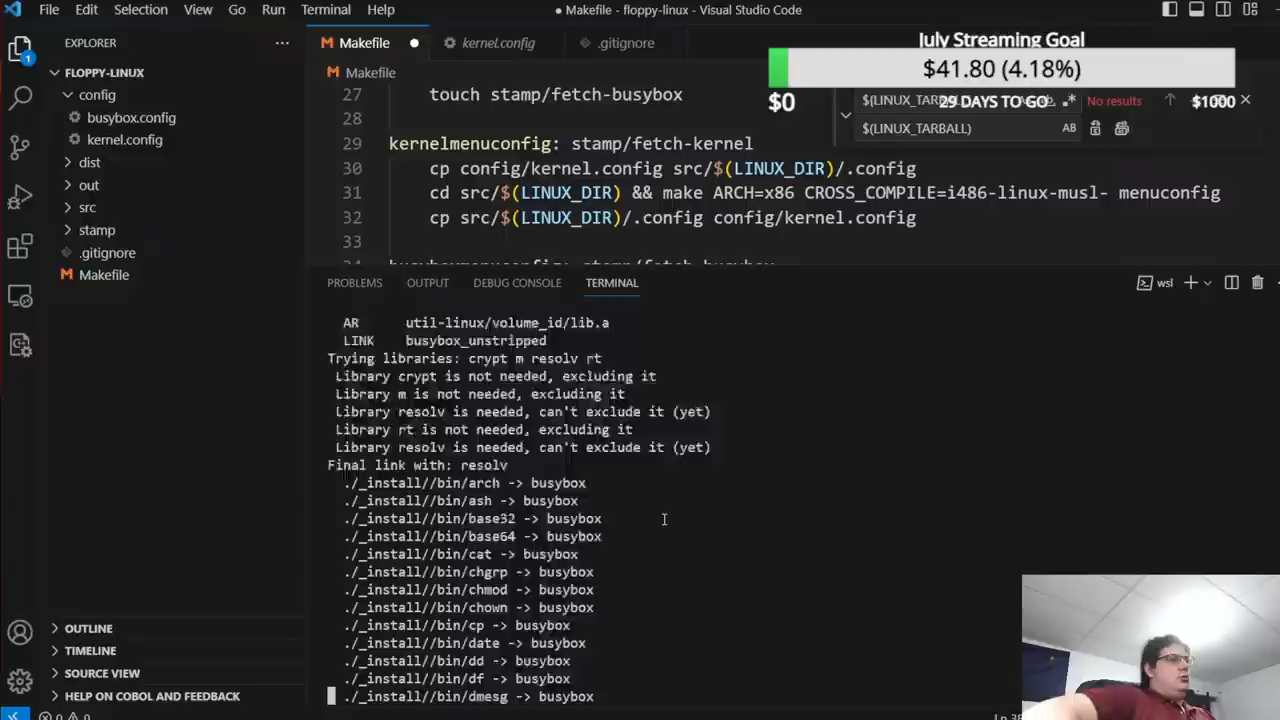 File Edit Selection View Go Run Terminal Help
● Makefile - floppy-linux - Visual Studio Code
EXPLORER
1
FLOPPY-LINUX
config
busybox.config
kernel.config
dist
out
src
stamp
.gitignore
Makefile
OUTLINE
TIMELINE
SOURCE VIEW
HELP ON COBOL AND FEEDBACK
Makefile kernel.config .gitignore
Makefile
July Streaming Goal
$41.80 (4.18%)
$0 29 DAYS TO GO $1000
No results
$(LINUX_TARBALL) AB
27 touch stamp/fetch-busybox
28
29 kernelmenuconfig: stamp/fetch-kernel
30 cp config/kernel.config src/$(LINUX_DIR)/.config
31 cd src/$(LINUX_DIR) && make ARCH=x86 CROSS_COMPILE=i486-linux-musl- menuconfig
32 cp src/$(LINUX_DIR)/.config config/kernel.config
33
PROBLEMS OUTPUT DEBUG CONSOLE TERMINAL
wsl
AR util-linux/volume_id/lib.a
LINK busybox_unstripped
Trying libraries: crypt m resolv rt
Library crypt is not needed, excluding it
Library m is not needed, excluding it
Library resolv is needed, can't exclude it (yet)
Library rt is not needed, excluding it
Library resolv is needed, can't exclude it (yet)
Final link with: resolv
./_install//bin/arch -> busybox
./_install//bin/ash -> busybox
./_install//bin/base32 -> busybox
./_install//bin/base64 -> busybox
./_install//bin/cat -> busybox
./_install//bin/chgrp -> busybox
./_install//bin/chmod -> busybox
./_install//bin/chown -> busybox
./_install//bin/cp -> busybox
./_install//bin/date -> busybox
./_install//bin/dd -> busybox
./_install//bin/df -> busybox
./_install//bin/dmesg -> busybox